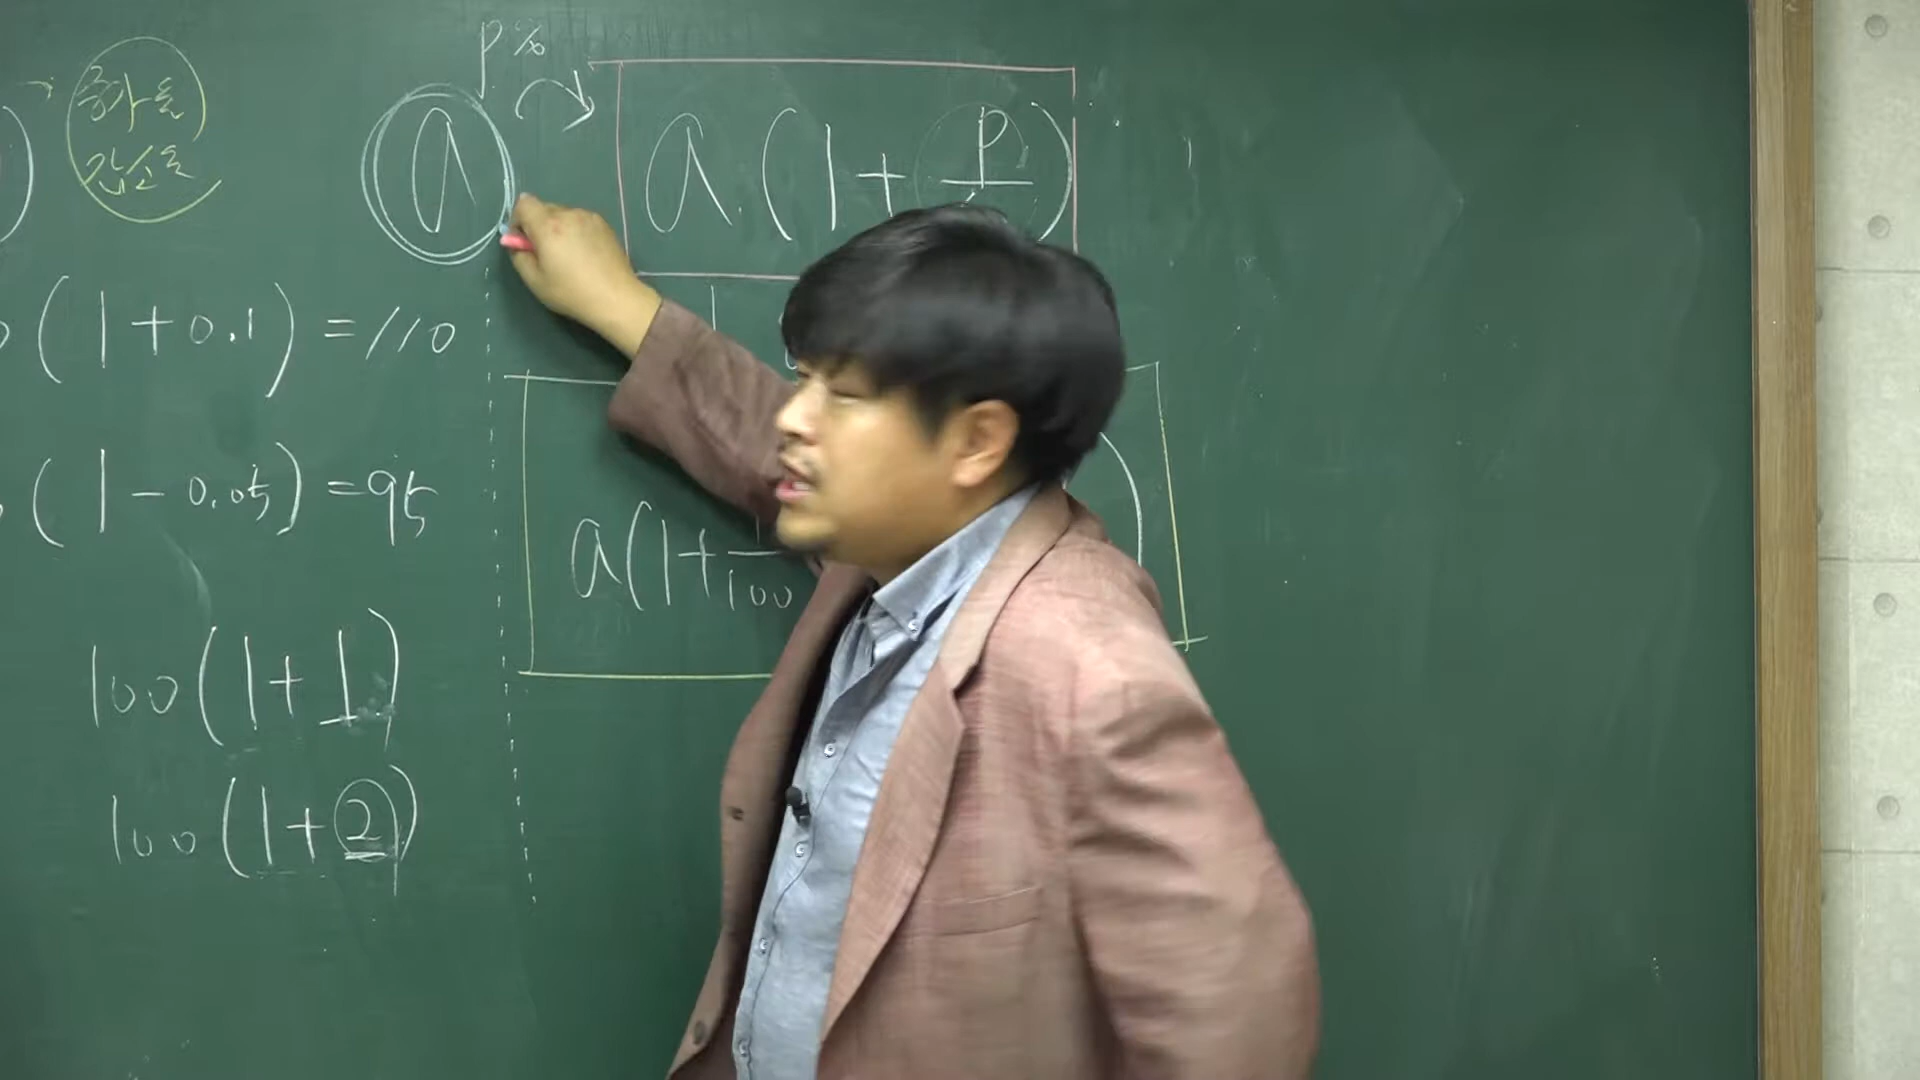 증가율
감소율
(1+0.1)=110
(1-0.05)=95
100(1+1)
100(1+2)
p%
a
a·(1+p
a(1+
100